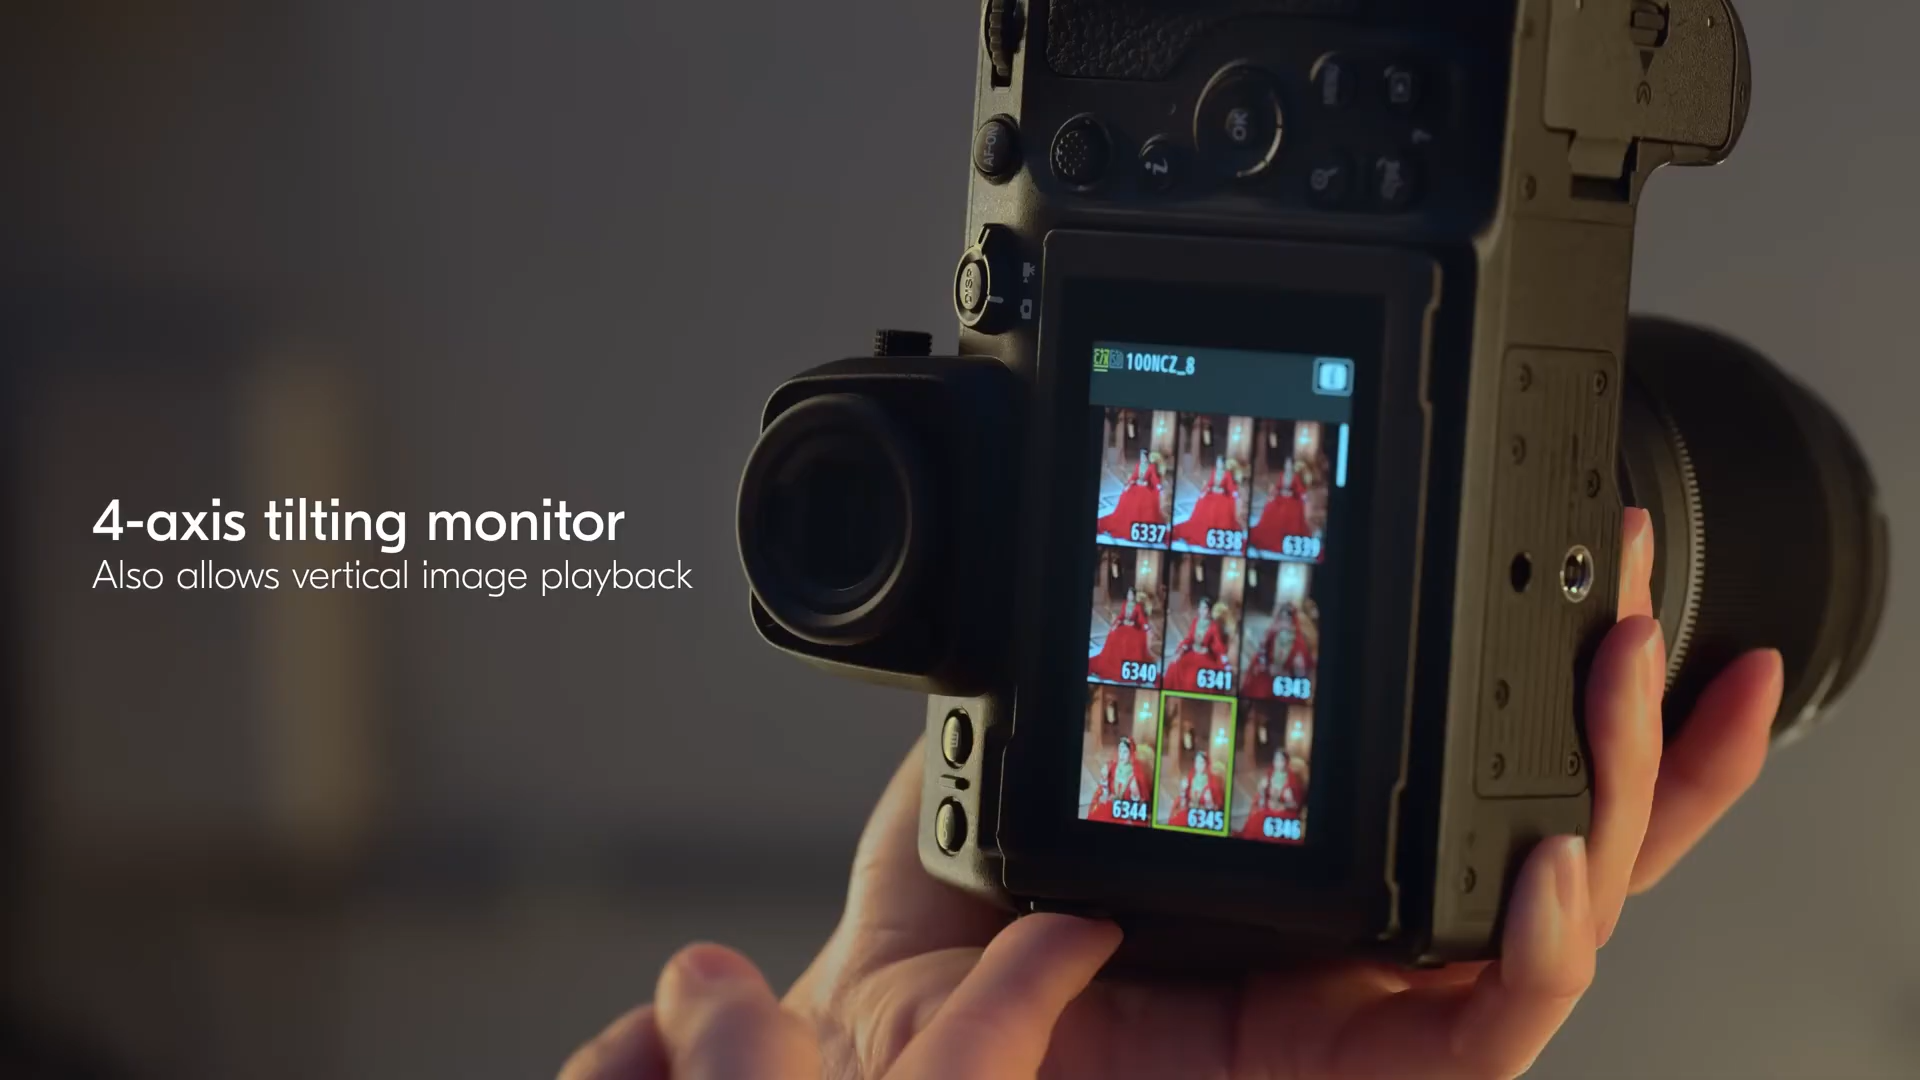 4-axis tilting monitor
Also allows vertical image playback
AF-ON
i
OK
MENU
DISP
100NCZ_8
6337 6338 6339
6340 6341 6343
6344 6345 6346